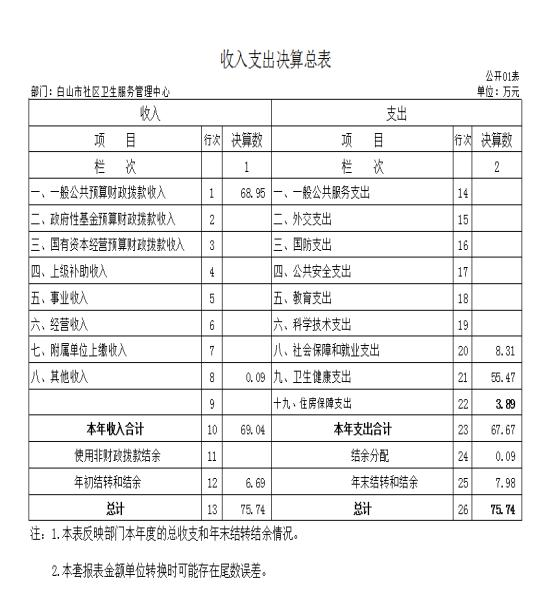 收入支出决算总表
公开01表
部门：白山市社区卫生服务管理中心 单位：万元
收入 支出
项 目 行次 决算数 项 目 行次 决算数
栏 次 1 栏 次 2
一、一般公共预算财政拨款收入 1 68.95 一、一般公共服务支出 14
二、政府性基金预算财政拨款收入 2 二、外交支出 15
三、国有资本经营预算财政拨款收入 3 三、国防支出 16
四、上级补助收入 4 四、公共安全支出 17
五、事业收入 5 五、教育支出 18
六、经营收入 6 六、科学技术支出 19
七、附属单位上缴收入 7 八、社会保障和就业支出 20 8.31
八、其他收入 8 0.09 九、卫生健康支出 21 55.47
9 十九、住房保障支出 22 3.89
本年收入合计 10 69.04 本年支出合计 23 67.67
使用非财政拨款结余 11 结余分配 24 0.09
年初结转和结余 12 6.69 年末结转和结余 25 7.98
总计 13 75.74 总计 26 75.74
注：1.本表反映部门本年度的总收支和年末结转结余情况。
2.本套报表金额单位转换时可能存在尾数误差。